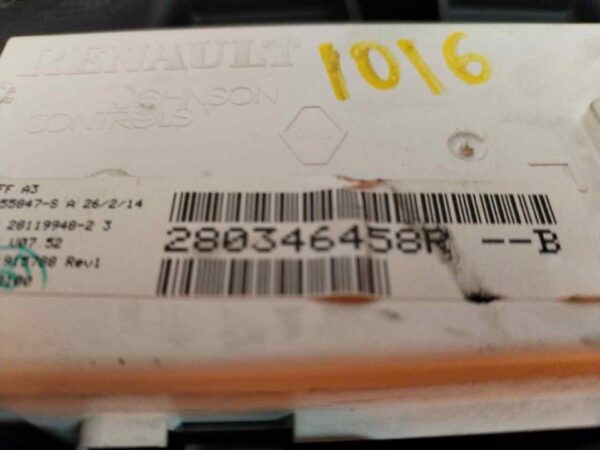 RENAULT
1016
JOHNSON
CONTROLS
FF A3
55847-S A 26/2/14
28119948-2 3
280346458R --B
V07.52
Rev1